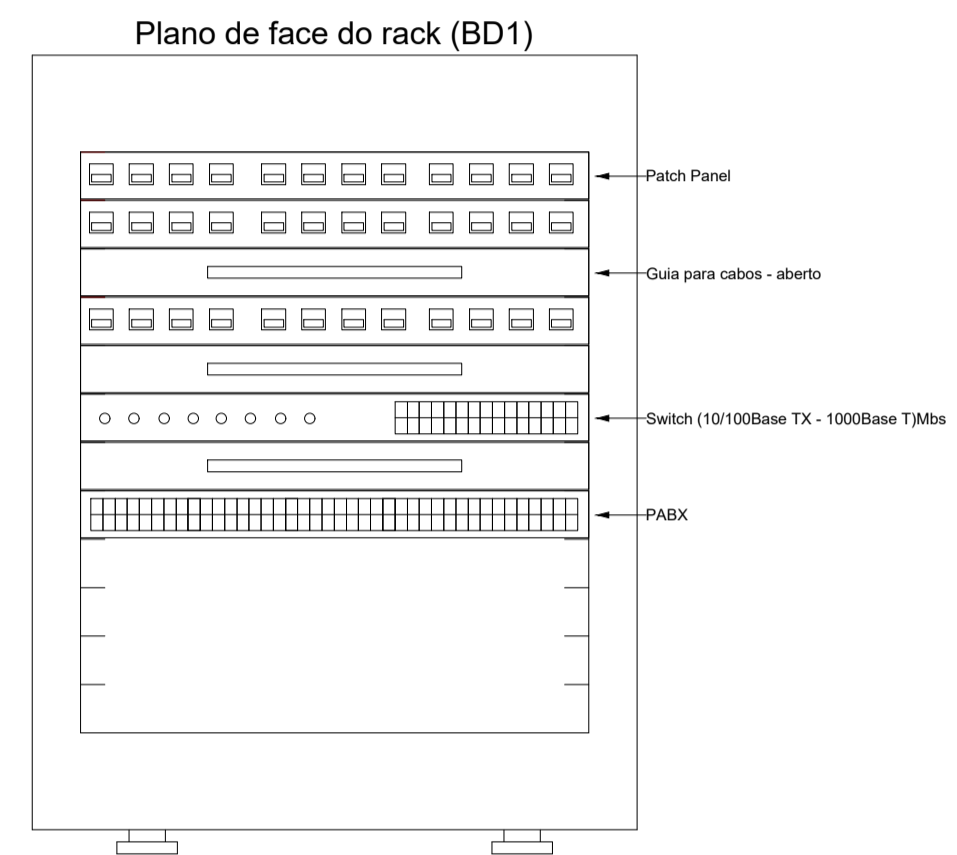 Plano de face do rack (BD1)
Patch Panel
Guia para cabos - aberto
Switch (10/100Base TX - 1000Base T)Mbs
PABX